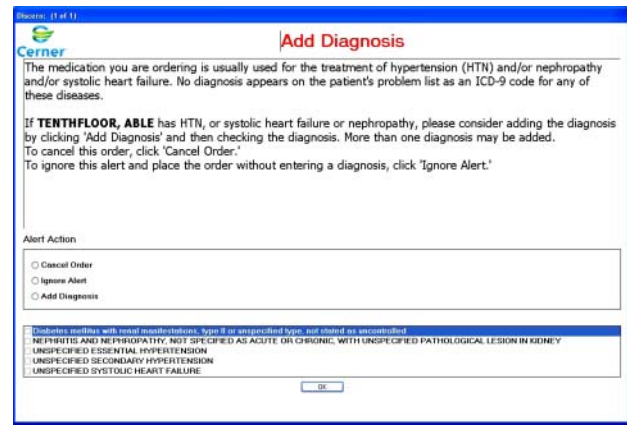 Discern: (1 of 1)
Cerner
Add Diagnosis
The medication you are ordering is usually used for the treatment of hypertension (HTN) and/or nephropathy
and/or systolic heart failure. No diagnosis appears on the patient's problem list as an ICD-9 code for any of
these diseases.
If TENTHFLOOR, ABLE has HTN, or systolic heart failure or nephropathy, please consider adding the diagnosis
by clicking 'Add Diagnosis' and then checking the diagnosis. More than one diagnosis may be added.
To cancel this order, click 'Cancel Order.'
To ignore this alert and place the order without entering a diagnosis, click 'Ignore Alert.'
Alert Action
Cancel Order
Ignore Alert
Add Diagnosis
Diabetes mellitus with renal manifestations, type II or unspecified type, not stated as uncontrolled
NEPHRITIS AND NEPHROPATHY, NOT SPECIFIED AS ACUTE OR CHRONIC, WITH UNSPECIFIED PATHOLOGICAL LESION IN KIDNEY
UNSPECIFIED ESSENTIAL HYPERTENSION
UNSPECIFIED SECONDARY HYPERTENSION
UNSPECIFIED SYSTOLIC HEART FAILURE
OK